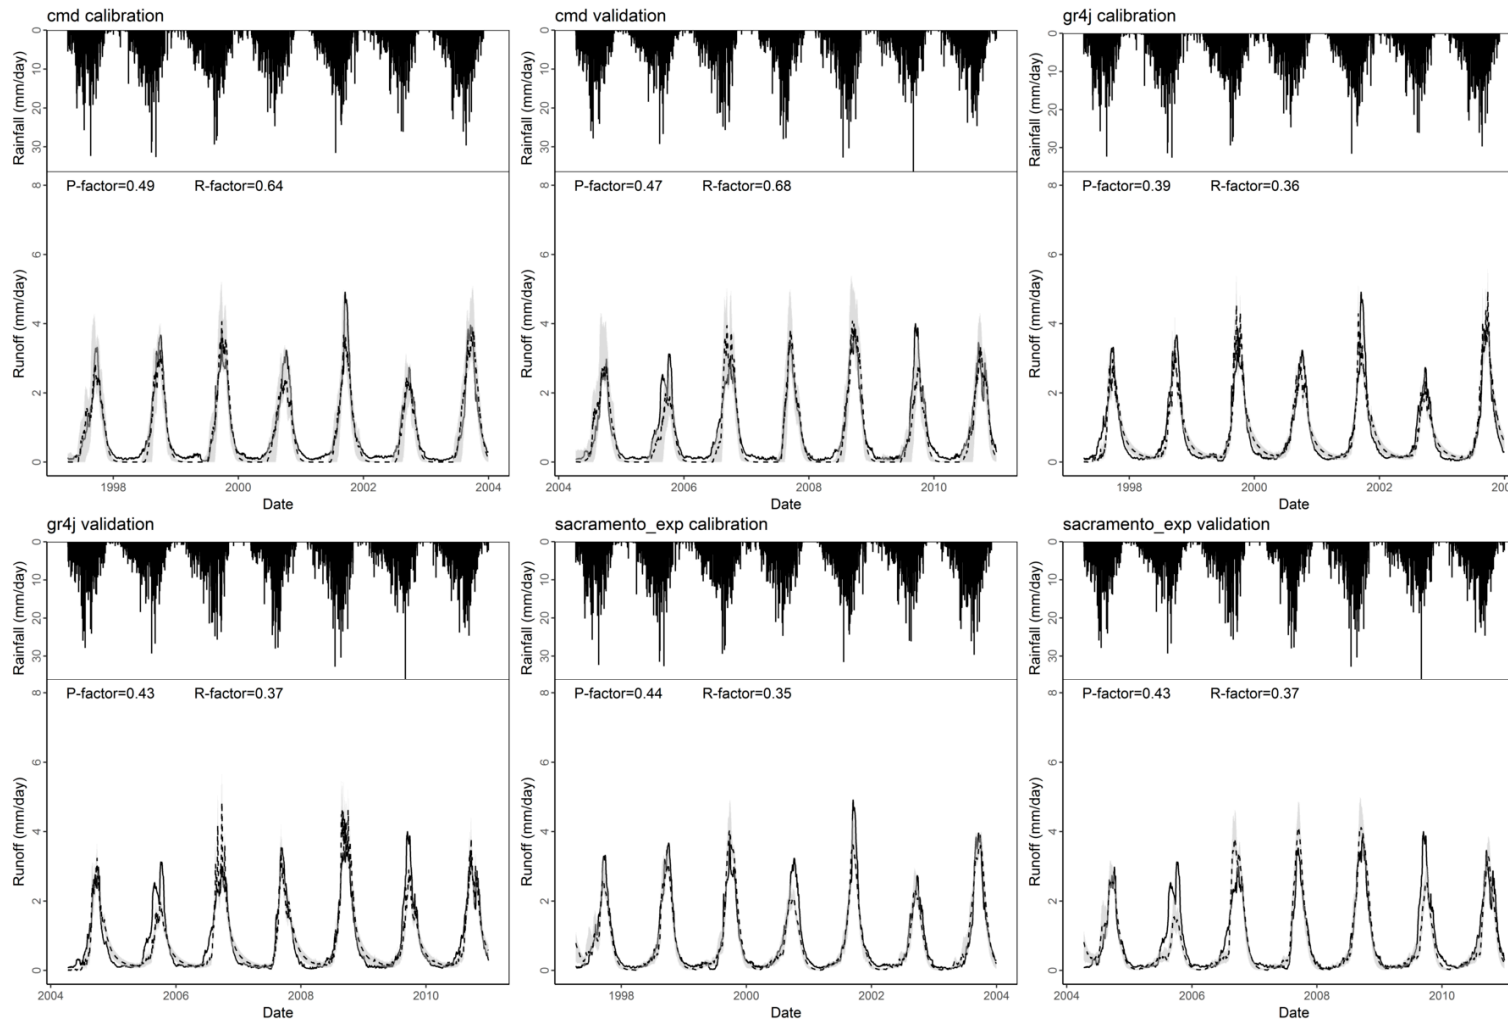 cmd calibration
Rainfall (mm/day)
0
10
20
30
P-factor=0.49 R-factor=0.64
Runoff (mm/day)
8
6
4
2
0
1998 2000 2002 2004
Date
cmd validation
Rainfall (mm/day)
0
10
20
30
P-factor=0.47 R-factor=0.68
Runoff (mm/day)
8
6
4
2
0
2004 2006 2008 2010
Date
gr4j calibration
Rainfall (mm/day)
0
10
20
30
P-factor=0.39 R-factor=0.36
Runoff (mm/day)
8
6
4
2
0
1998 2000 2002 200
Date
gr4j validation
Rainfall (mm/day)
0
10
20
30
P-factor=0.43 R-factor=0.37
Runoff (mm/day)
8
6
4
2
0
2004 2006 2008 2010
Date
sacramento_exp calibration
Rainfall (mm/day)
0
10
20
30
P-factor=0.44 R-factor=0.35
Runoff (mm/day)
8
6
4
2
0
1998 2000 2002 2004
Date
sacramento_exp validation
Rainfall (mm/day)
0
10
20
30
P-factor=0.43 R-factor=0.37
Runoff (mm/day)
8
6
4
2
0
2004 2006 2008 2010
Date